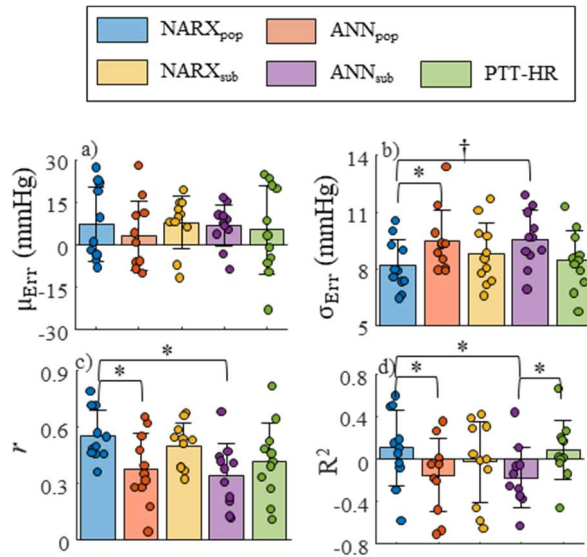 NARXpop ANNpop
NARXsub ANNsub PTT-HR
a) b)
μErr (mmHg)
30
15
0
-15
-30
σErr (mmHg)
14
11
8
5
* †
c) d)
r
0.9
0.6
0.3
0
* *
R²
0.8
0.4
0
-0.4
-0.8
* * *